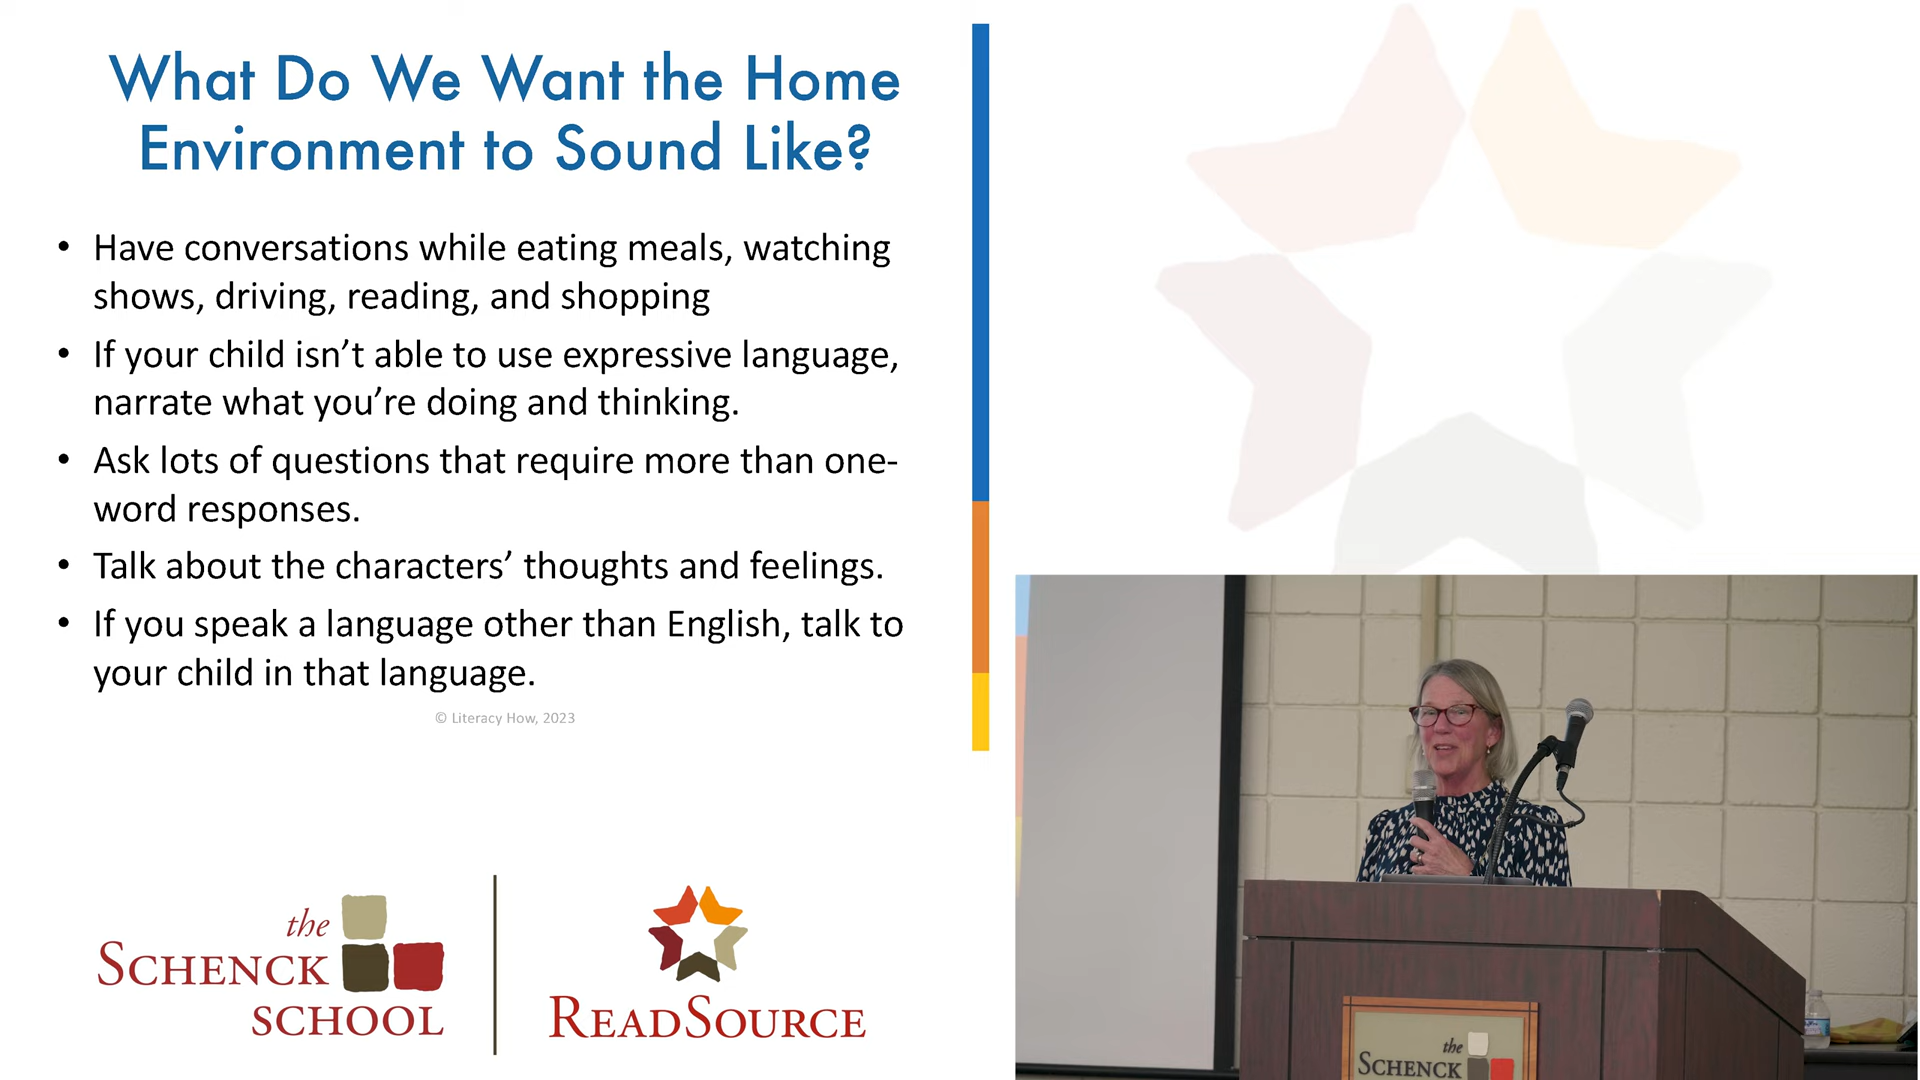 What Do We Want the Home
Environment to Sound Like?
• Have conversations while eating meals, watching
shows, driving, reading, and shopping
• If your child isn’t able to use expressive language,
narrate what you’re doing and thinking.
• Ask lots of questions that require more than one-
word responses.
• Talk about the characters’ thoughts and feelings.
• If you speak a language other than English, talk to
your child in that language.
© Literacy How, 2023
the
SCHENCK
SCHOOL
READSOURCE
the
SCHENCK